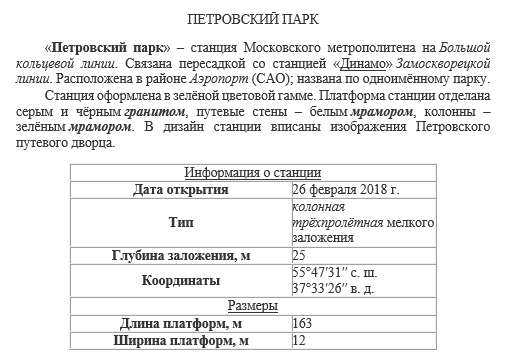 ПЕТРОВСКИЙ ПАРК
«Петровский парк» – станция Московского метрополитена на Большой
кольцевой линии. Связана пересадкой со станцией «Динамо» Замоскворецкой
линии. Расположена в районе Аэропорт (САО); названа по одноимённому парку.
Станция оформлена в зелёной цветовой гамме. Платформа станции отделана
серым и чёрным гранитом, путевые стены – белым мрамором, колонны –
зелёным мрамором. В дизайн станции вписаны изображения Петровского
путевого дворца.
Информация о станции
Дата открытия 26 февраля 2018 г.
Тип колонная
трёхпролётная мелкого
заложения
Глубина заложения, м 25
Координаты 55°47′31″ с. ш.
37°33′26″ в. д.
Размеры
Длина платформ, м 163
Ширина платформ, м 12